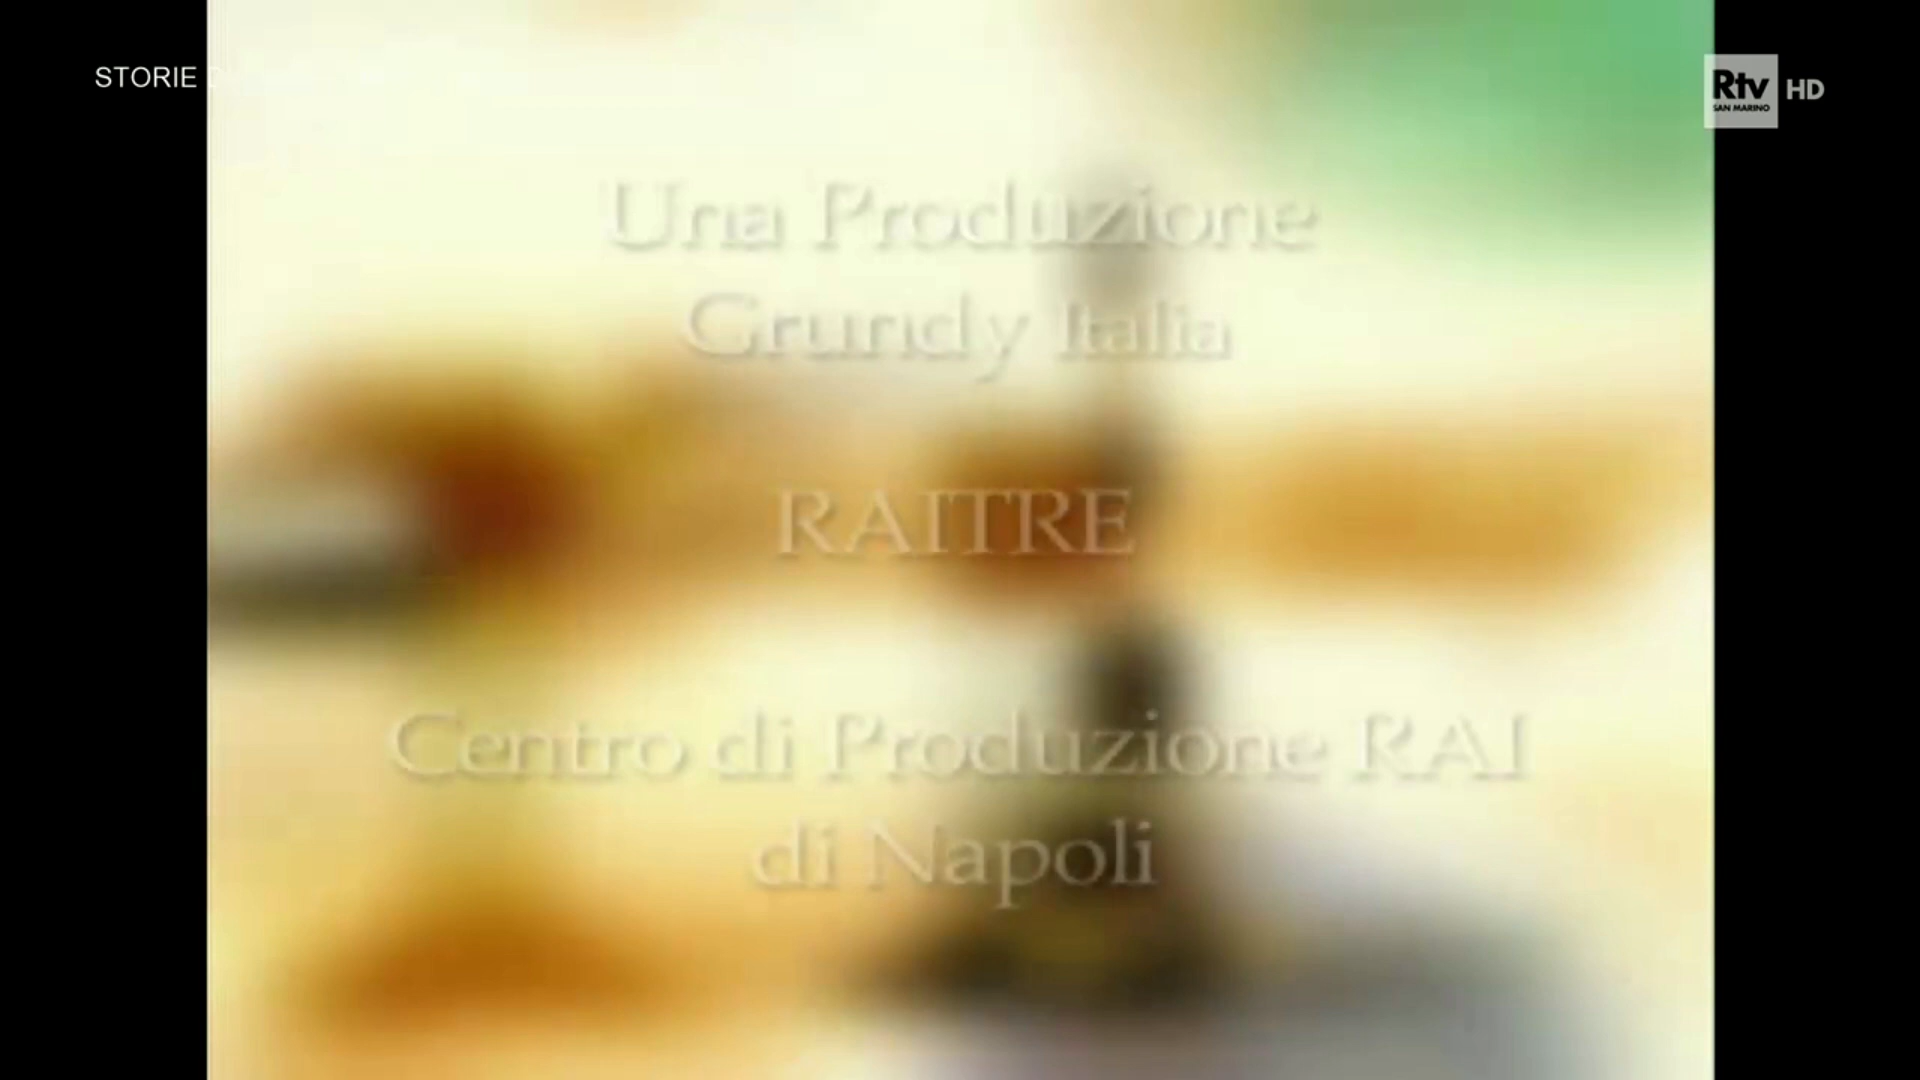 STORIE
Rtv HD
SAN MARINO
Una Produzione
Grundy Italia
RAITRE
Centro di Produzione RAI
di Napoli